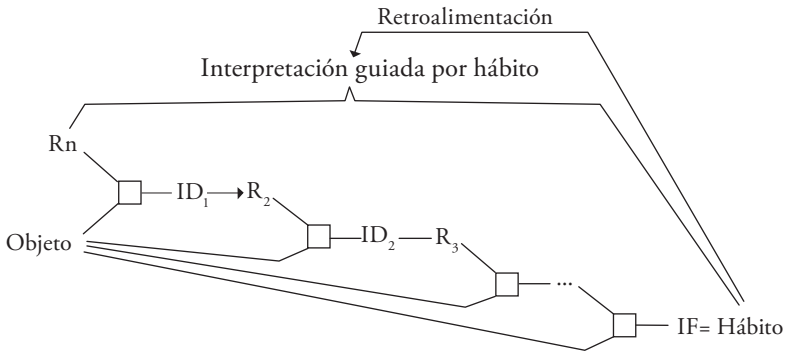 Retroalimentación
Interpretación guiada por hábito
Rn
ID₁ R₂
Objeto
ID₂ R₃
...
IF= Hábito